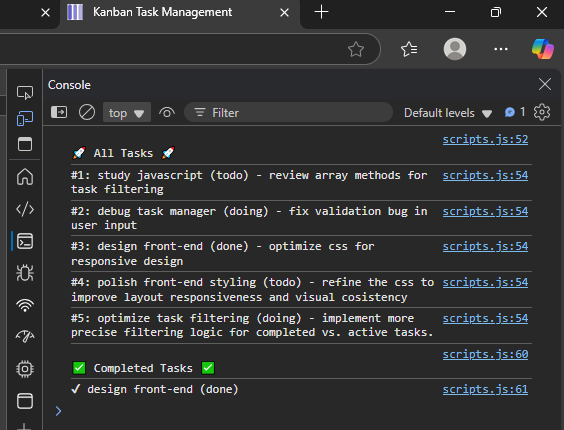 Kanban Task Management
Console
top
Filter
Default levels
1
scripts.js:52
🚀 All Tasks 🚀
#1: study javascript (todo) - review array methods for scripts.js:54
task filtering
#2: debug task manager (doing) - fix validation bug in scripts.js:54
user input
#3: design front-end (done) - optimize css for scripts.js:54
responsive design
#4: polish front-end styling (todo) - refine the css to scripts.js:54
improve layout responsiveness and visual cosistency
#5: optimize task filtering (doing) - implement more scripts.js:54
precise filtering logic for completed vs. active tasks.
scripts.js:60
✅ Completed Tasks ✅
✔ design front-end (done) scripts.js:61